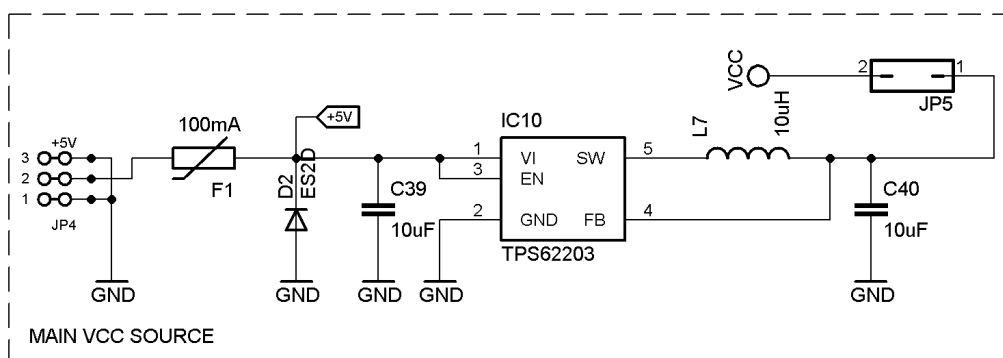 VCC
2
1
JP5
100mA
+5V
IC10
L7
10uH
3
+5V
2
1
JP4
F1
D2
ES2D
C39
10uF
1
VI
SW
5
3
EN
2
GND
FB
4
TPS62203
C40
10uF
GND
GND
GND
GND
GND
MAIN VCC SOURCE